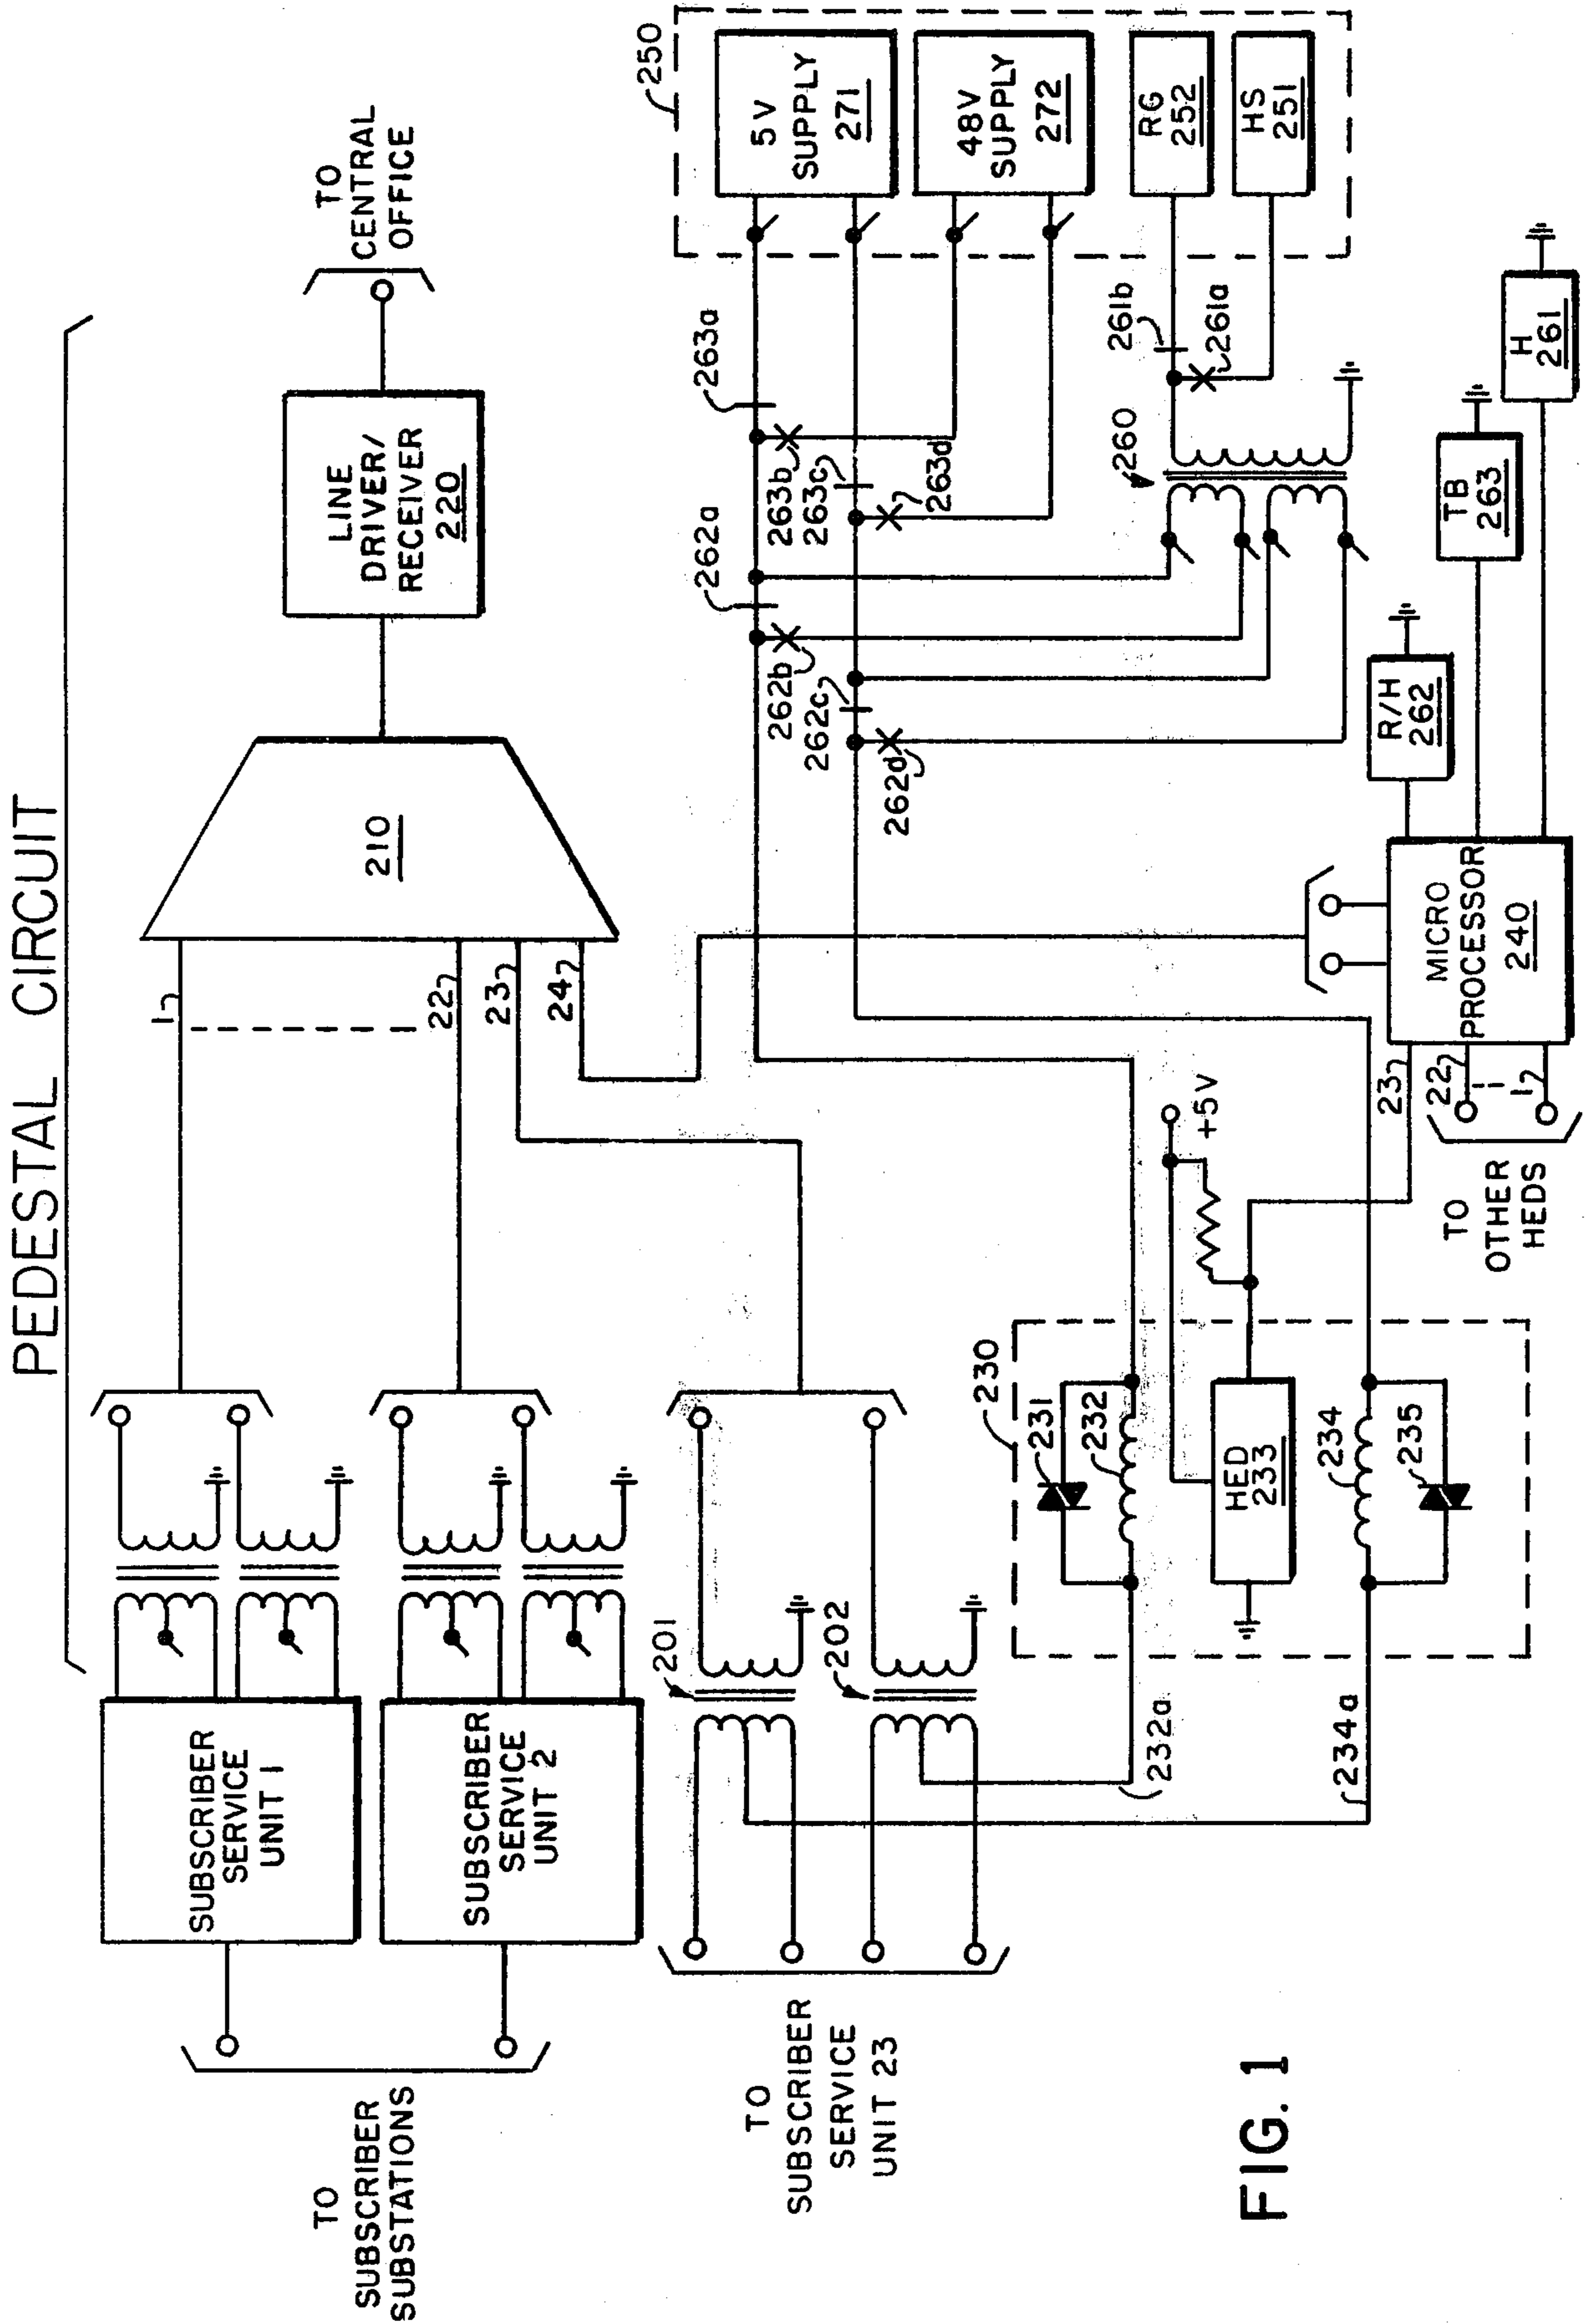 PEDESTAL CIRCUIT
TO
SUBSCRIBER
SUBSTATIONS
SUBSCRIBER
SERVICE
UNIT 1
SUBSCRIBER
SERVICE
UNIT 2
1
22
23
24
210
LINE
DRIVER/
RECEIVER
220
TO
CENTRAL
OFFICE
TO
SUBSCRIBER
SERVICE
UNIT 23
201
202
232a
234a
230
231
232
HED
233
234
235
+5V
262a
262b
262c
262d
263a
263b
263c
263d
250
5V
SUPPLY
271
48V
SUPPLY
272
RG
252
HS
251
261b
261a
260
23
22
1
TO
OTHER
HEDS
MICRO
PROCESSOR
240
R/H
262
TB
263
H
261
FIG. 1